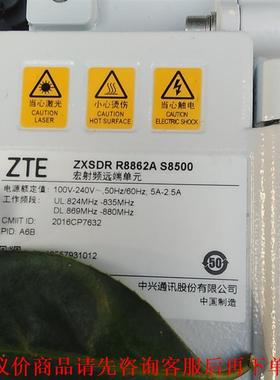 当心激光
CAUTION
LASER
小心烫伤
CAUTION
HOT SURFACE
当心触电
CAUTION
ELECTRIC SHOCK
ZTE
ZXSDR R8862A S8500
宏射频远端单元
电源额定值: 100V-240V~,50Hz/60Hz, 5A-2.5A
工作频段: UL:824MHz -835MHz
DL:869MHz -880MHz
CMIIT ID: 2016CP7632
PID: A6B
50
中兴通讯股份有限公司
中国制造
议价商品请先咨询客服后再下单